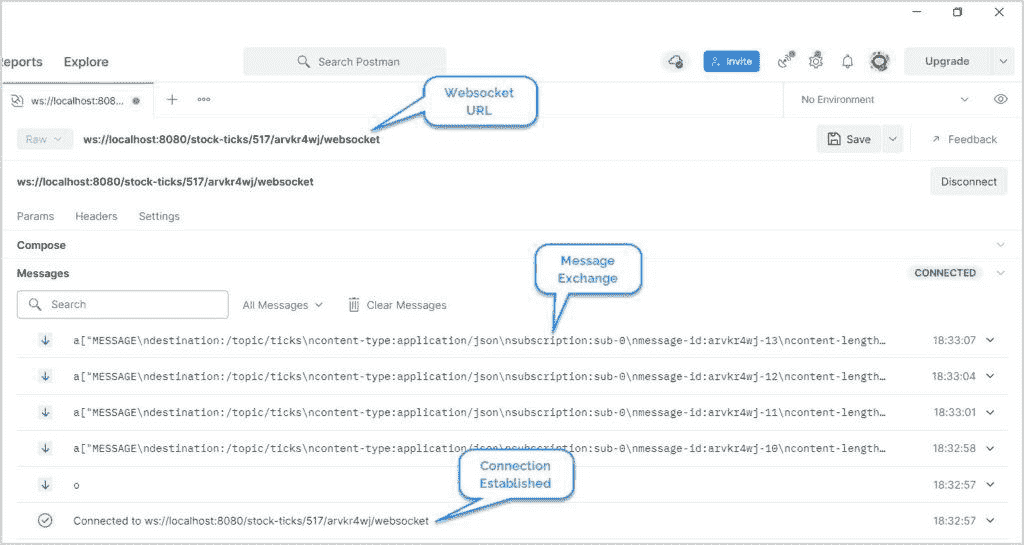 eports Explore Search Postman Invite Upgrade
ws://localhost:808... No Environment
Websocket
URL
Raw ws://localhost:8080/stock-ticks/517/arvkr4wj/websocket Save Feedback
ws://localhost:8080/stock-ticks/517/arvkr4wj/websocket Disconnect
Params Headers Settings
Compose
Message
Exchange
Messages CONNECTED
Search All Messages Clear Messages
a["MESSAGE\ndestination:/topic/ticks\ncontent-type:application/json\nsubscription:sub-0\nmessage-id:arvkr4wj-13\ncontent-length… 18:33:07
a["MESSAGE\ndestination:/topic/ticks\ncontent-type:application/json\nsubscription:sub-0\nmessage-id:arvkr4wj-12\ncontent-length… 18:33:04
a["MESSAGE\ndestination:/topic/ticks\ncontent-type:application/json\nsubscription:sub-0\nmessage-id:arvkr4wj-11\ncontent-length… 18:33:01
a["MESSAGE\ndestination:/topic/ticks\ncontent-type:application/json\nsubscription:sub-0\nmessage-id:arvkr4wj-10\ncontent-length… 18:32:58
Connection
Established
o 18:32:57
Connected to ws://localhost:8080/stock-ticks/517/arvkr4wj/websocket 18:32:57